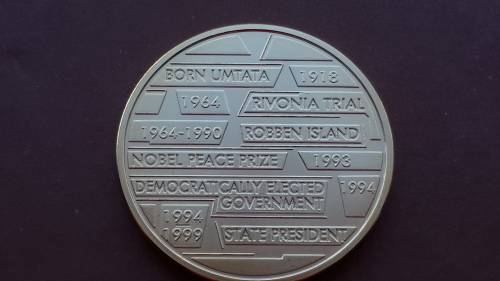 BORN UMTATA 1918
1964 RIVONIA TRIAL
1964-1990 ROBBEN ISLAND
NOBEL PEACE PRIZE 1993
DEMOCRATICALLY ELECTED GOVERNMENT 1994
1994 1999 STATE PRESIDENT